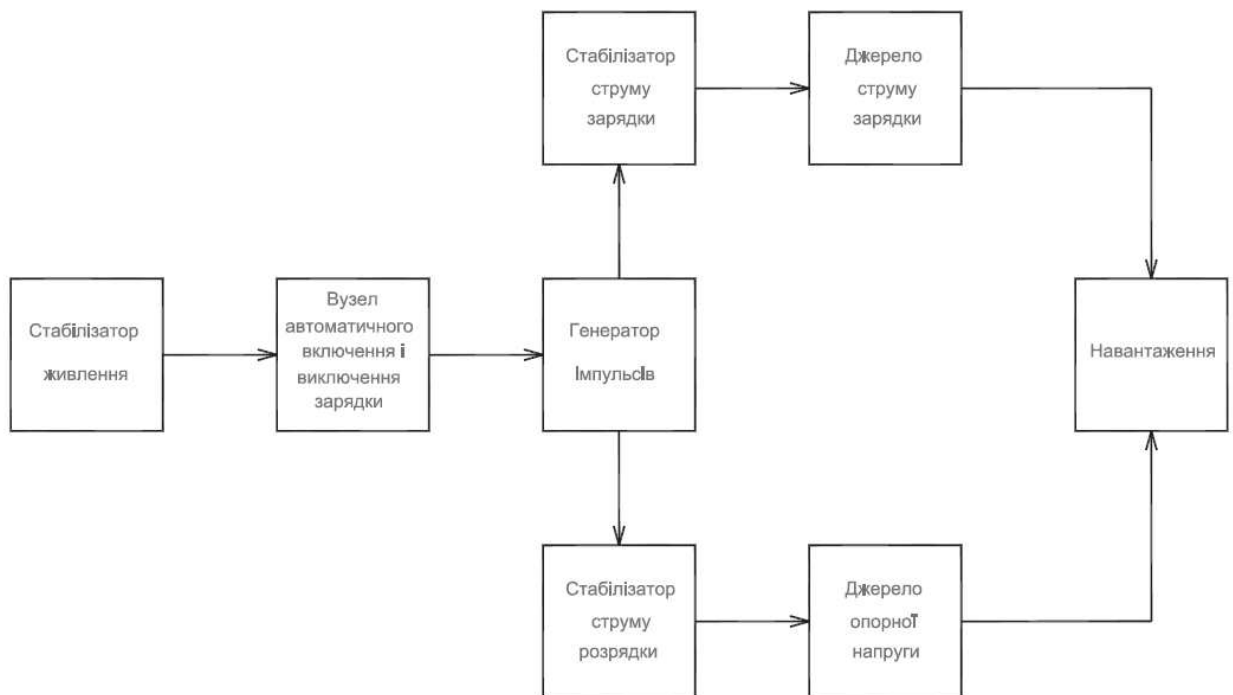 Стабілізатор
струму
зарядки
Джерело
струму
зарядки
Стабілізатор
живлення
Вузел
автоматичного
включення і
виключення
зарядки
Генератор
Імпульсів
Навантаження
Стабілізатор
струму
розрядки
Джерело
опорної
напруги